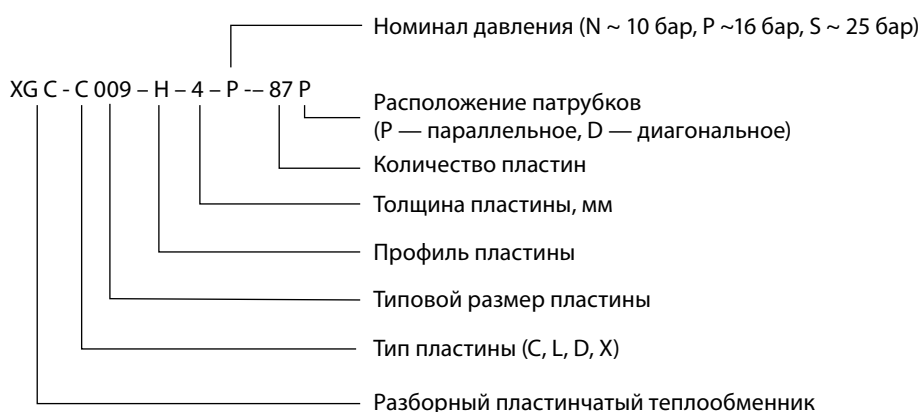 Номинал давления (N ~ 10 бар, P ~16 бар, S ~ 25 бар)
XG C - C 009 – H – 4 – P -– 87 P
Расположение патрубков
(P — параллельное, D — диагональное)
Количество пластин
Толщина пластины, мм
Профиль пластины
Типовой размер пластины
Тип пластины (C, L, D, X)
Разборный пластинчатый теплообменник